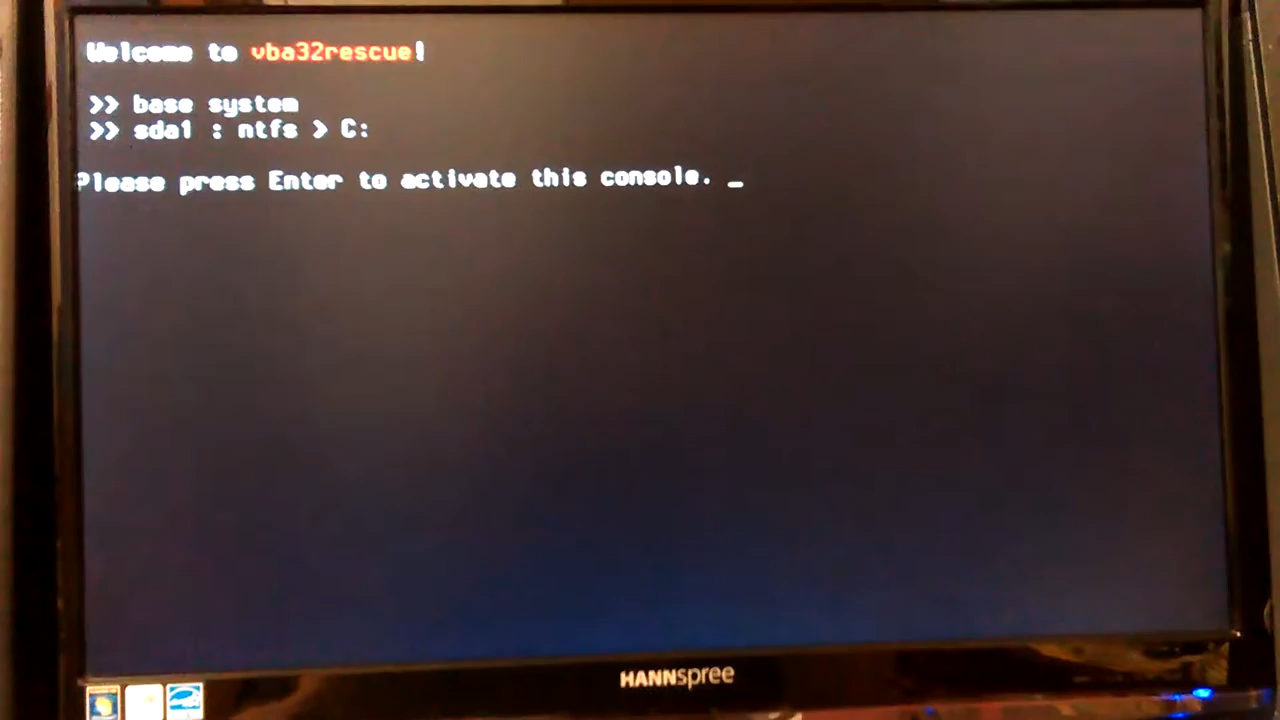 Welcome to vba32rescue!
>> base system
>> sda1 : ntfs > C:
Please press Enter to activate this console. _
HANNspree